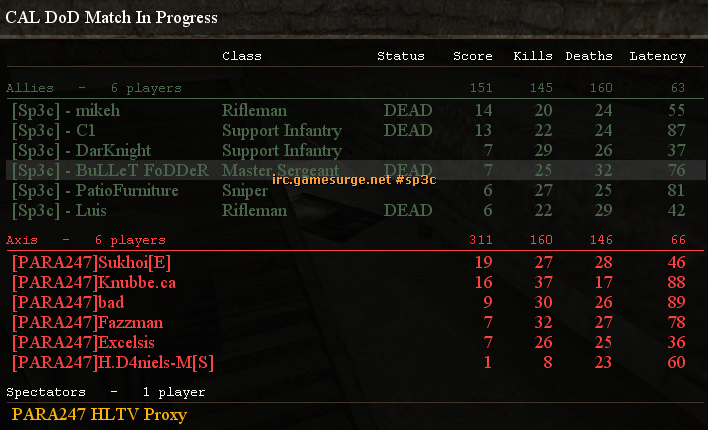 CAL DoD Match In Progress
Class Status Score Kills Deaths Latency
Allies - 6 players 151 145 160 63
[Sp3c] - mikeh Rifleman DEAD 14 20 24 55
[Sp3c] - C1 Support Infantry DEAD 13 22 24 87
[Sp3c] - DarKnight Support Infantry 7 29 26 37
[Sp3c] - BuLLeT FoDDeR Master Sergeant DEAD 7 25 32 76
irc.gamesurge.net #sp3c
[Sp3c] - PatioFurniture Sniper 6 27 25 81
[Sp3c] - Luis Rifleman DEAD 6 22 29 42
Axis - 6 players 311 160 146 66
[PARA247]Sukhoi[E] 19 27 28 46
[PARA247]Knubbe.ca 16 37 17 88
[PARA247]bad 9 30 26 89
[PARA247]Fazzman 7 32 27 78
[PARA247]Excelsis 7 26 25 36
[PARA247]H.D4niels-M[S] 1 8 23 60
Spectators - 1 player
PARA247 HLTV Proxy